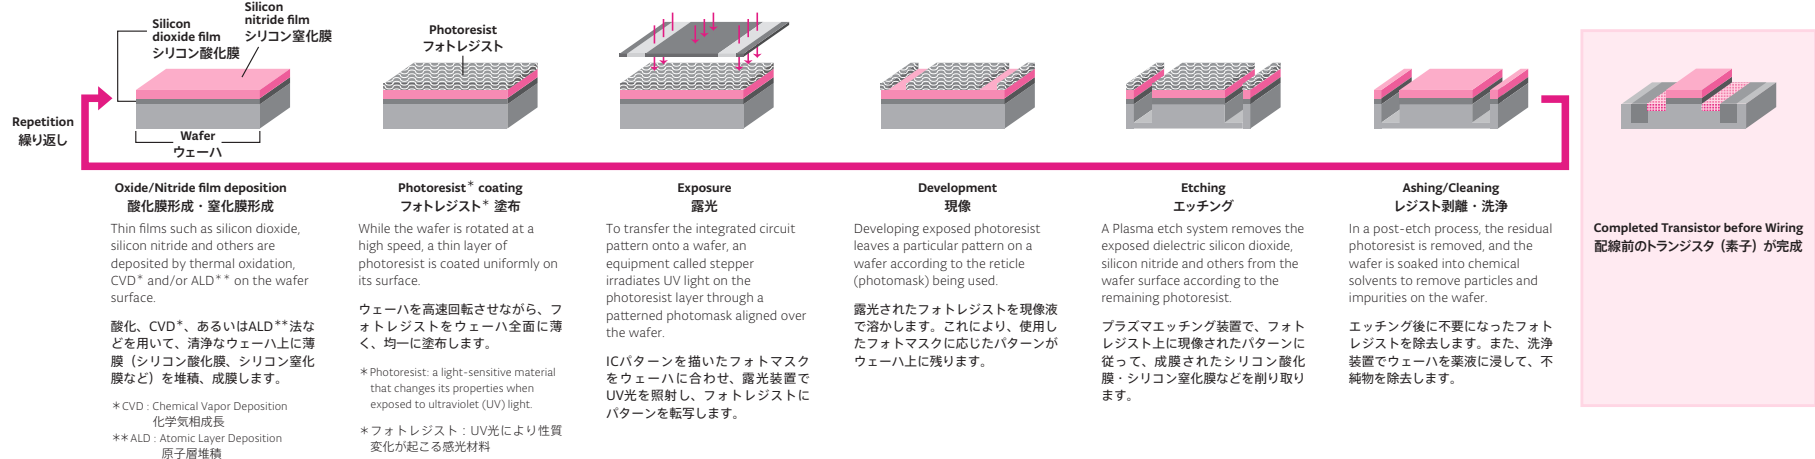 Silicon
dioxide film
シリコン酸化膜
Silicon
nitride film
シリコン窒化膜
Photoresist
フォトレジスト
Repetition
繰り返し
Wafer
ウェーハ
Oxide/Nitride film deposition
酸化膜形成・窒化膜形成
Thin films such as silicon dioxide,
silicon nitride and others are
deposited by thermal oxidation,
CVD* and/or ALD** on the wafer
surface.
酸化、CVD*、あるいはALD**法な
どを用いて、清浄なウェーハ上に薄
膜（シリコン酸化膜、シリコン窒化
膜など）を堆積、成膜します。
*CVD : Chemical Vapor Deposition
化学気相成長
**ALD : Atomic Layer Deposition
原子層堆積
Photoresist* coating
フォトレジスト* 塗布
While the wafer is rotated at a
high speed, a thin layer of
photoresist is coated uniformly on
its surface.
ウェーハを高速回転させながら、フ
ォトレジストをウェーハ全面に薄
く、均一に塗布します。
*Photoresist: a light-sensitive material
that changes its properties when
exposed to ultraviolet (UV) light.
*フォトレジスト：UV光により性質
変化が起こる感光材料
Exposure
露光
To transfer the integrated circuit
pattern onto a wafer, an
equipment called stepper
irradiates UV light on the
photoresist layer through a
patterned photomask aligned over
the wafer.
ICパターンを描いたフォトマスク
をウェーハに合わせ、露光装置で
UV光を照射し、フォトレジストに
パターンを転写します。
Development
現像
Developing exposed photoresist
leaves a particular pattern on a
wafer according to the reticle
(photomask) being used.
露光されたフォトレジストを現像液
で溶かします。これにより、使用し
たフォトマスクに応じたパターンが
ウェーハ上に残ります。
Etching
エッチング
A Plasma etch system removes the
exposed dielectric silicon dioxide,
silicon nitride and others from the
wafer surface according to the
remaining photoresist.
プラズマエッチング装置で、フォト
レジスト上に現像されたパターンに
従って、成膜されたシリコン酸化
膜・シリコン窒化膜などを削り取り
ます。
Ashing/Cleaning
レジスト剥離・洗浄
In a post-etch process, the residual
photoresist is removed, and the
wafer is soaked into chemical
solvents to remove particles and
impurities on the wafer.
エッチング後に不要になったフォト
レジストを除去します。また、洗浄
装置でウェーハを薬液に浸して、不
純物を除去します。
Completed Transistor before Wiring
配線前のトランジスタ（素子）が完成